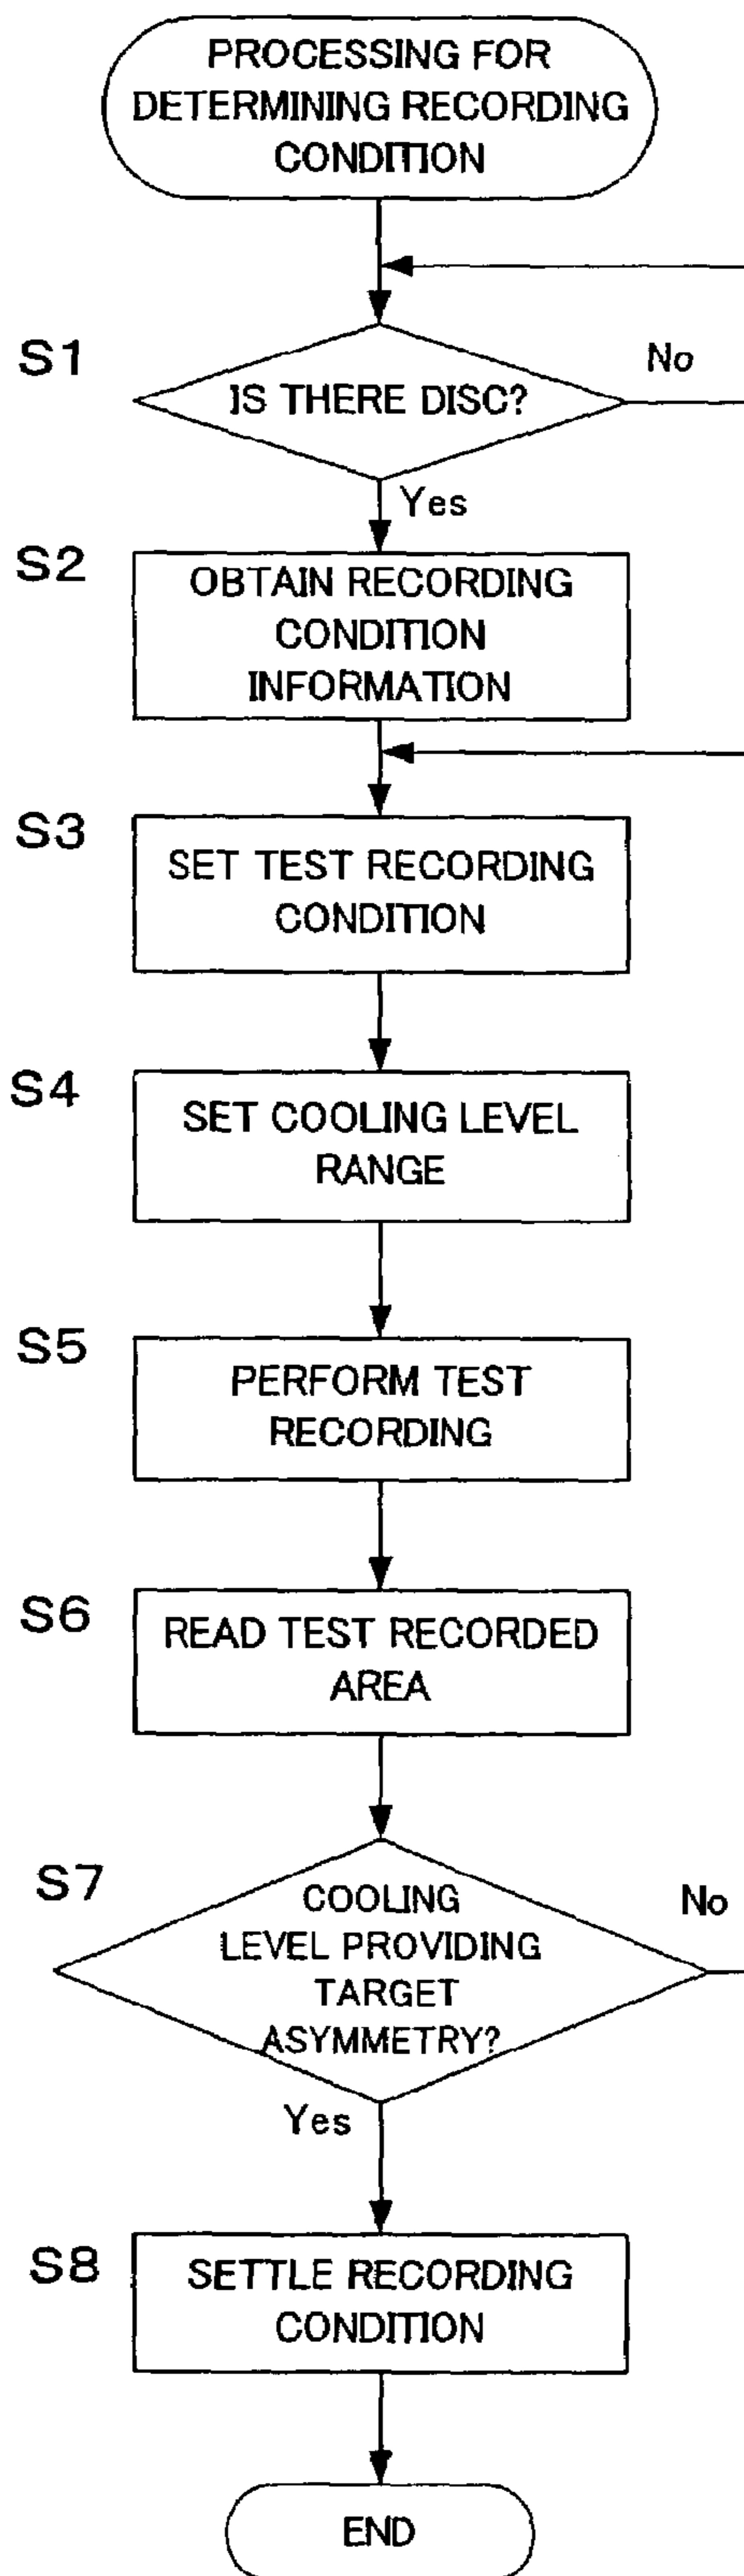 PROCESSING FOR
DETERMINING RECORDING
CONDITION
S1
IS THERE DISC?
No
Yes
S2
OBTAIN RECORDING
CONDITION
INFORMATION
S3
SET TEST RECORDING
CONDITION
S4
SET COOLING LEVEL
RANGE
S5
PERFORM TEST
RECORDING
S6
READ TEST RECORDED
AREA
S7
COOLING
LEVEL PROVIDING
TARGET
ASYMMETRY?
No
Yes
S8
SETTLE RECORDING
CONDITION
END